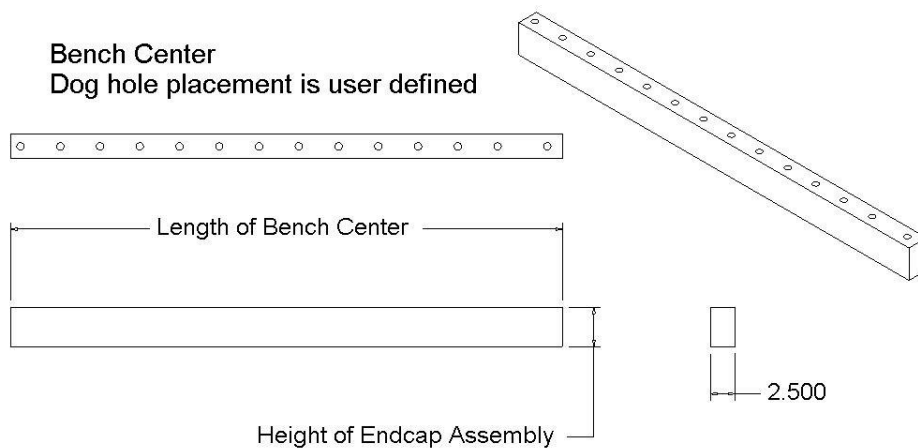 Bench Center
Dog hole placement is user defined
Length of Bench Center
2.500
Height of Endcap Assembly